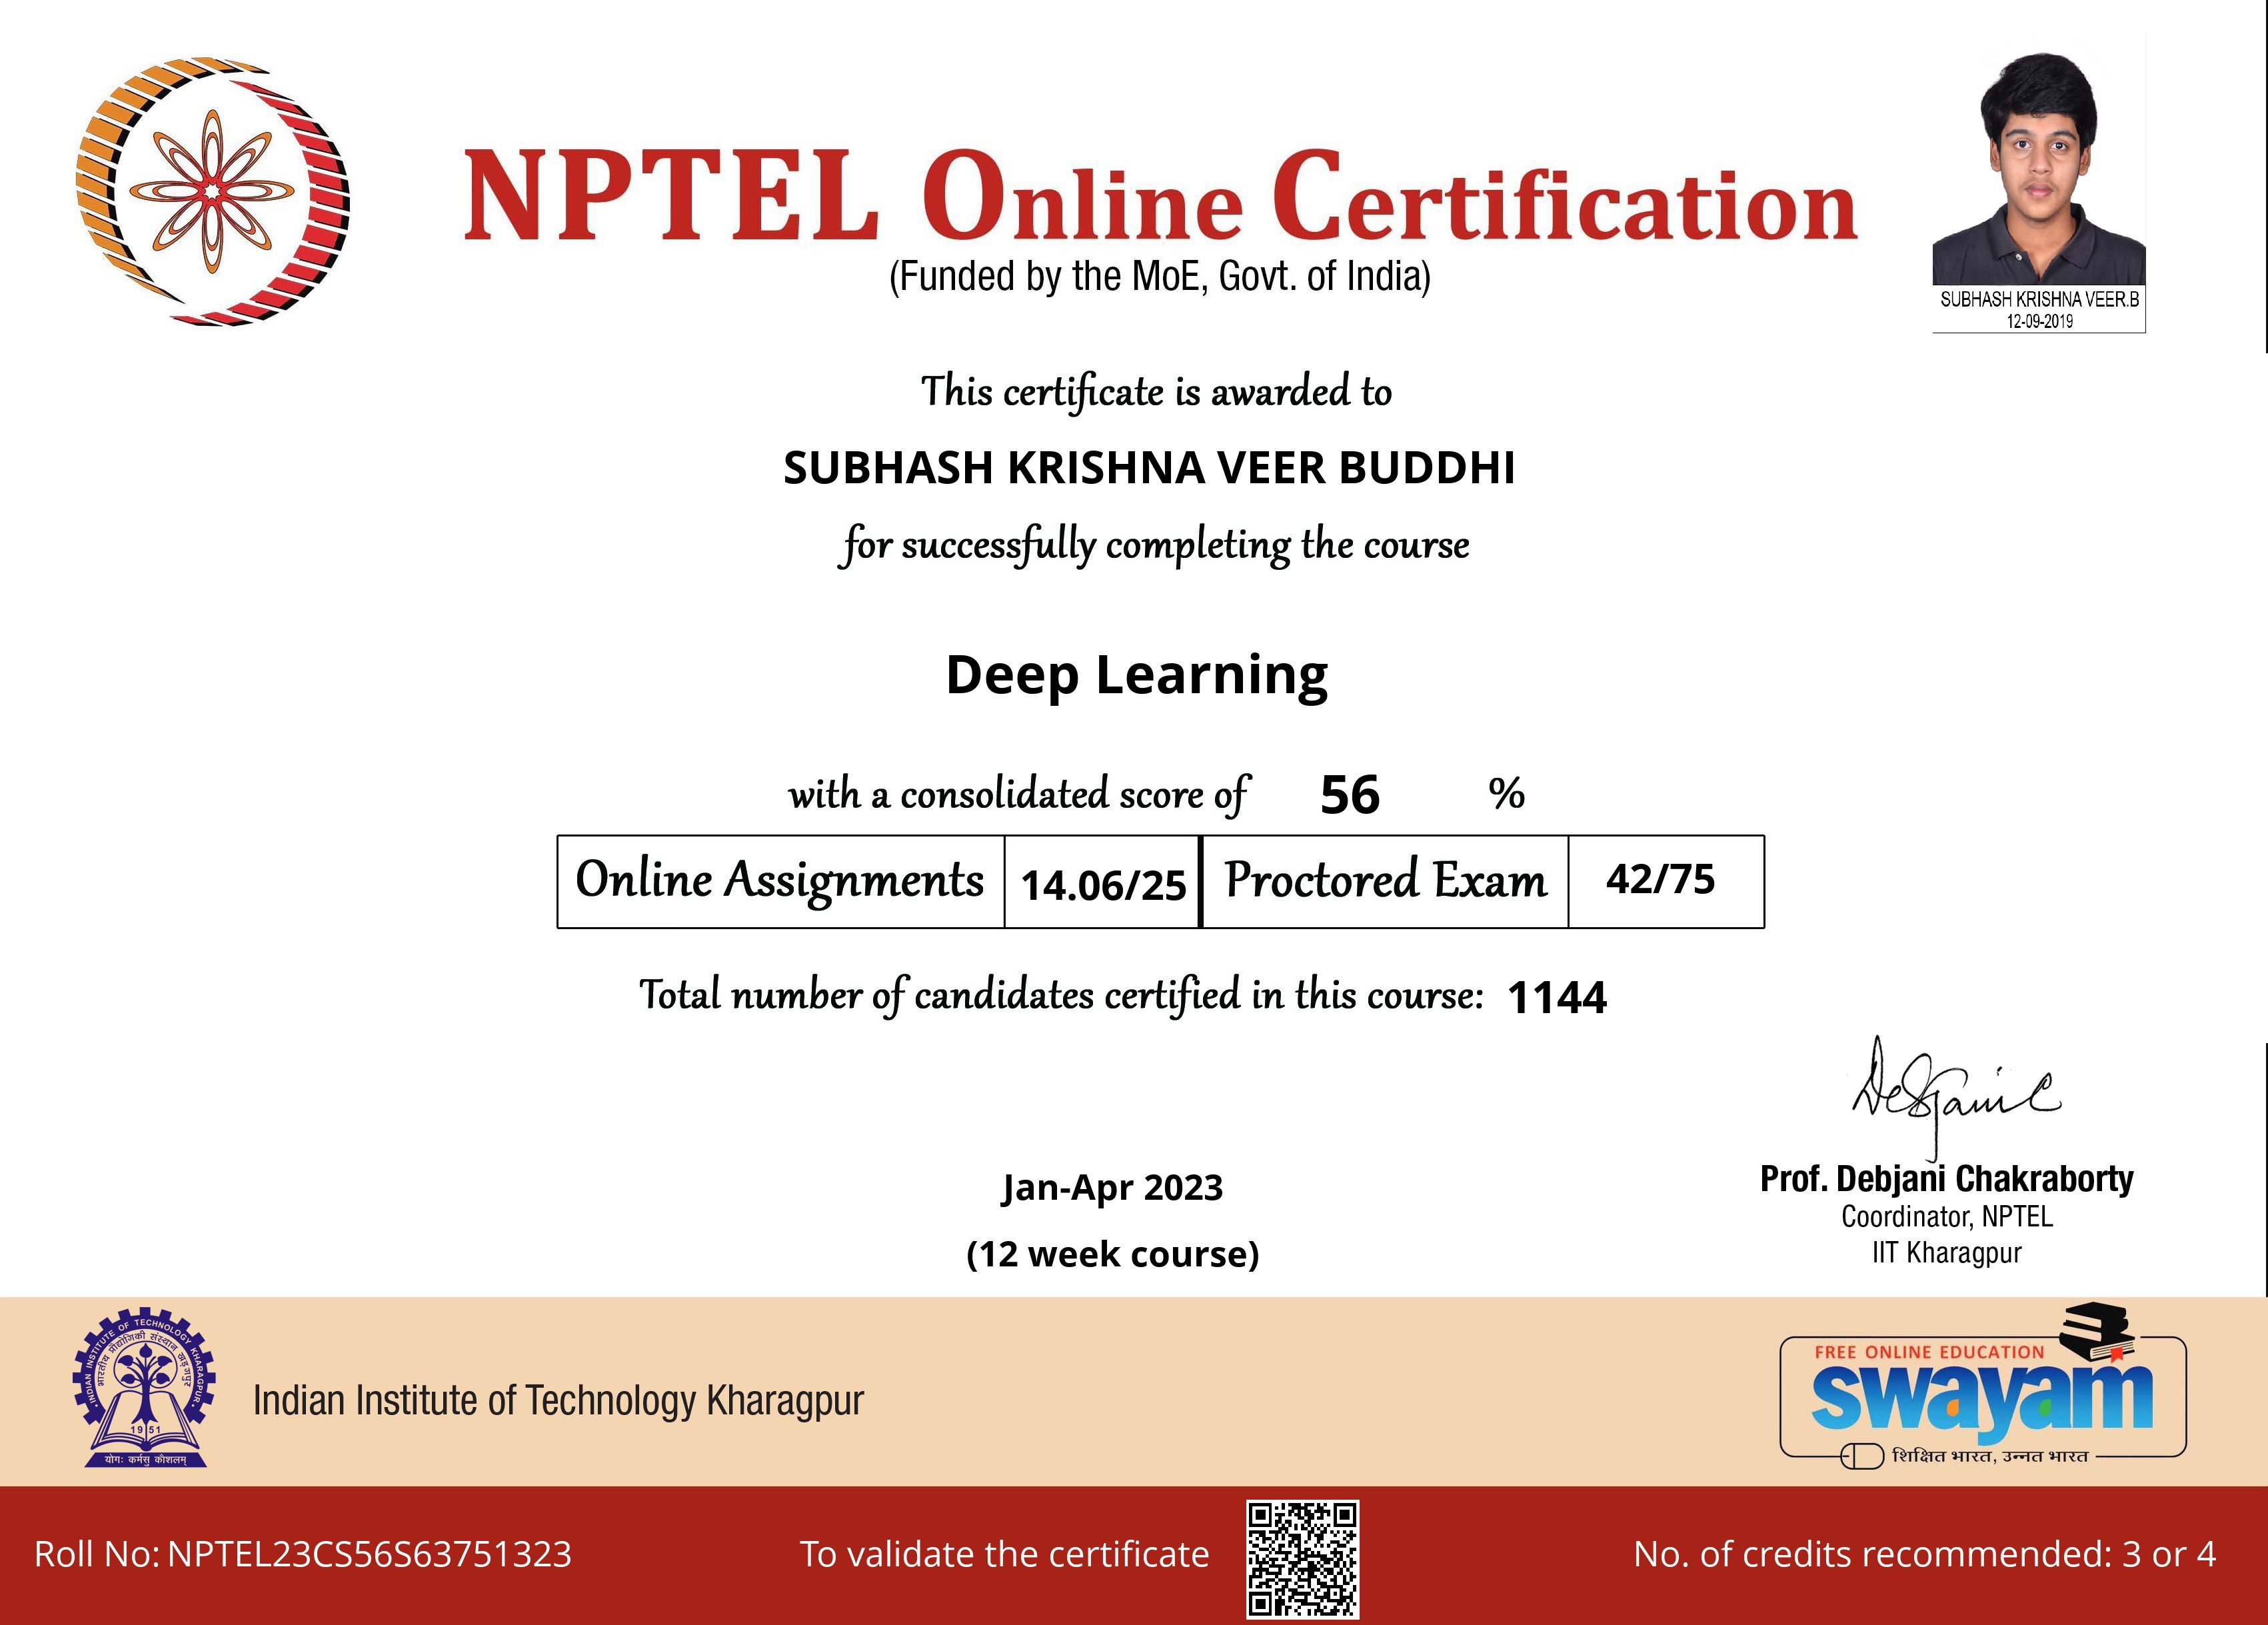 NPTEL Online Certification
(Funded by the MoE, Govt. of India)
SUBHASH KRISHNA VEER.B
12-09-2019
This certificate is awarded to
SUBHASH KRISHNA VEER BUDDHI
for successfully completing the course
Deep Learning
with a consolidated score of 56 %
Online Assignments 14.06/25 Proctored Exam 42/75
Total number of candidates certified in this course: 1144
Prof. Debjani Chakraborty
Coordinator, NPTEL
IIT Kharagpur
Jan-Apr 2023
(12 week course)
INDIAN INSTITUTE OF TECHNOLOGY KHARAGPUR
भारतीय प्रौद्योगिकी संस्थान खड़गपुर
1951
योगः कर्मसु कौशलम्
Indian Institute of Technology Kharagpur
FREE ONLINE EDUCATION
swayam
शिक्षित भारत, उन्नत भारत
Roll No: NPTEL23CS56S63751323
To validate the certificate
No. of credits recommended: 3 or 4